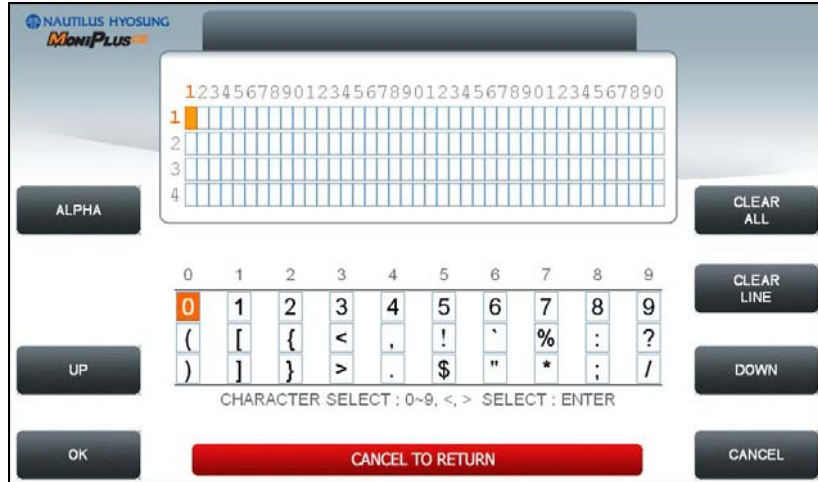 NAUTILUS HYOSUNG
MoniPlus
1234567890123456789012345678901234567890
1
2
3
4
ALPHA
CLEAR ALL
0 1 2 3 4 5 6 7 8 9
CLEAR LINE
0 1 2 3 4 5 6 7 8 9
( [ { < , ! ` % : ?
) ] } > . $ " * ; /
UP
DOWN
CHARACTER SELECT : 0~9, <, > SELECT : ENTER
OK
CANCEL TO RETURN
CANCEL